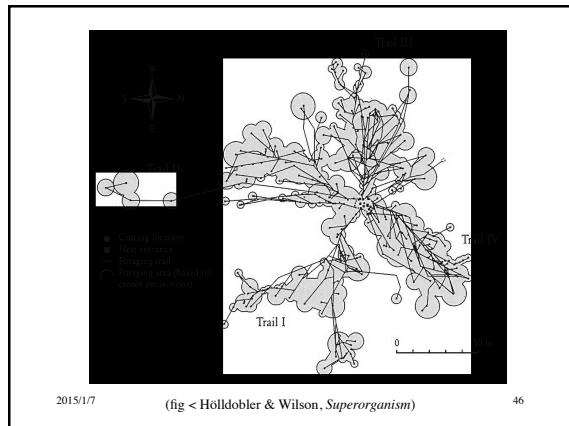 Trail III
W
S N
E
Trail II
Cutting location
Nest entrance
Foraging trail
Foraging area (based on
crown projections)
Trail IV
Trail I
0 50 m
2015/1/7 (fig < Hölldobler & Wilson, Superorganism) 46